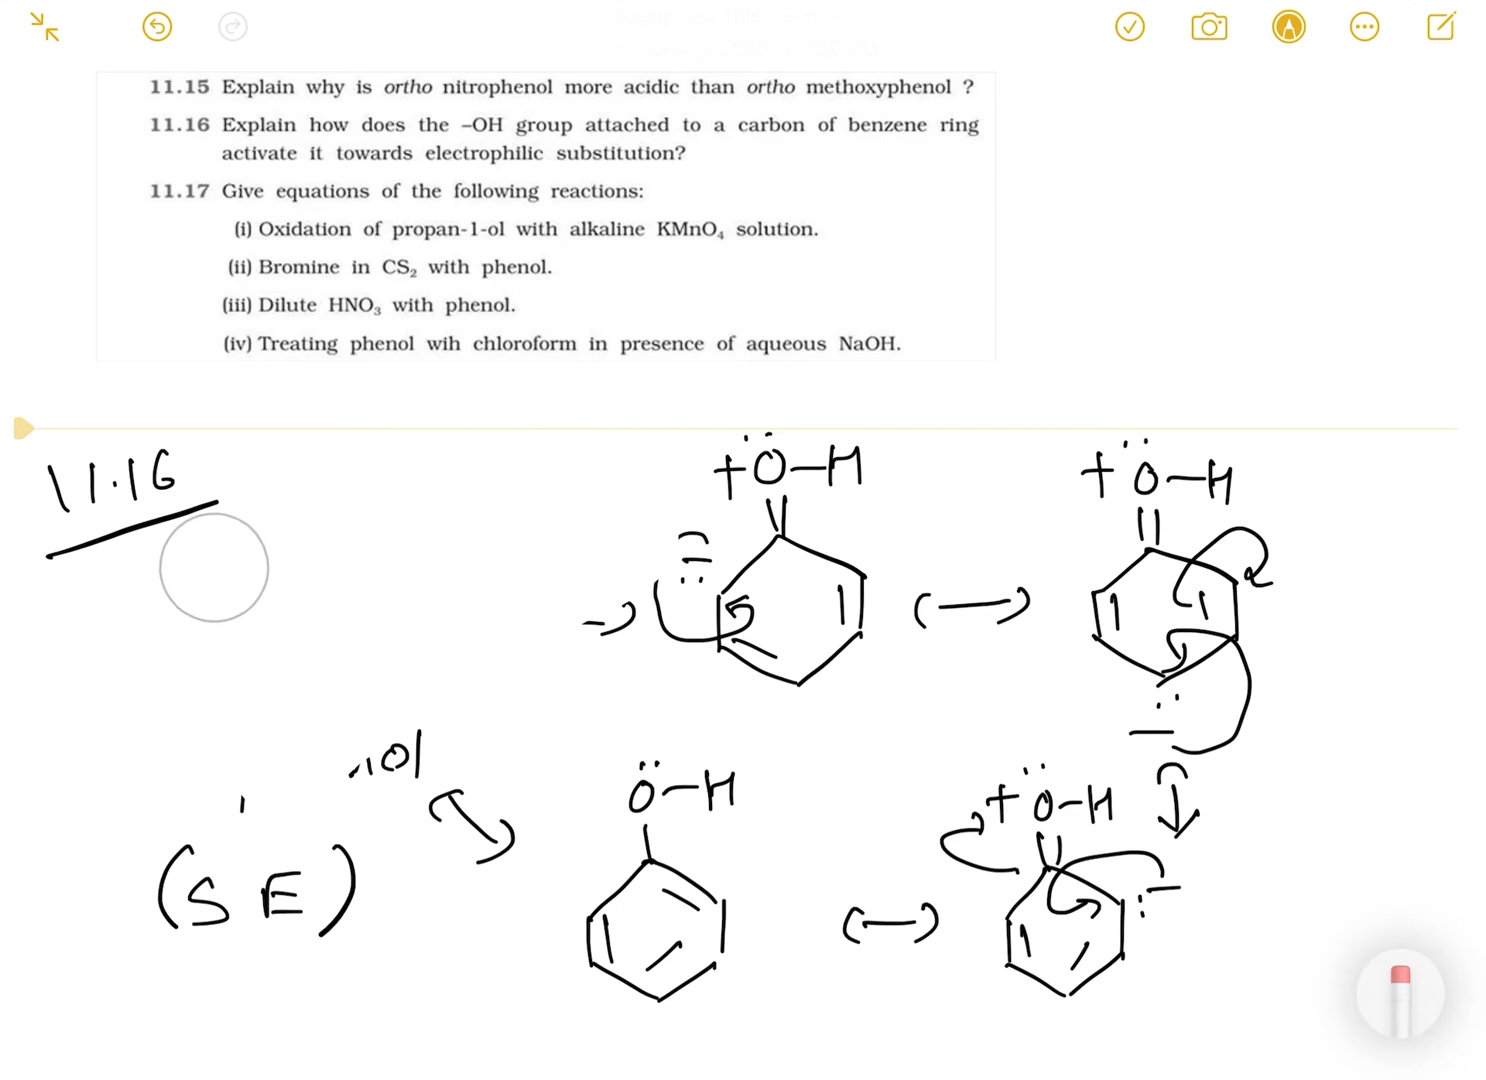 11.15 Explain why is ortho nitrophenol more acidic than ortho methoxyphenol ?
11.16 Explain how does the –OH group attached to a carbon of benzene ring
activate it towards electrophilic substitution?
11.17 Give equations of the following reactions:
(i) Oxidation of propan-1-ol with alkaline KMnO₄ solution.
(ii) Bromine in CS₂ with phenol.
(iii) Dilute HNO₃ with phenol.
(iv) Treating phenol wih chloroform in presence of aqueous NaOH.
11.16
+Ö–H
+Ö–H
Ö–H
+Ö–H
(SE)